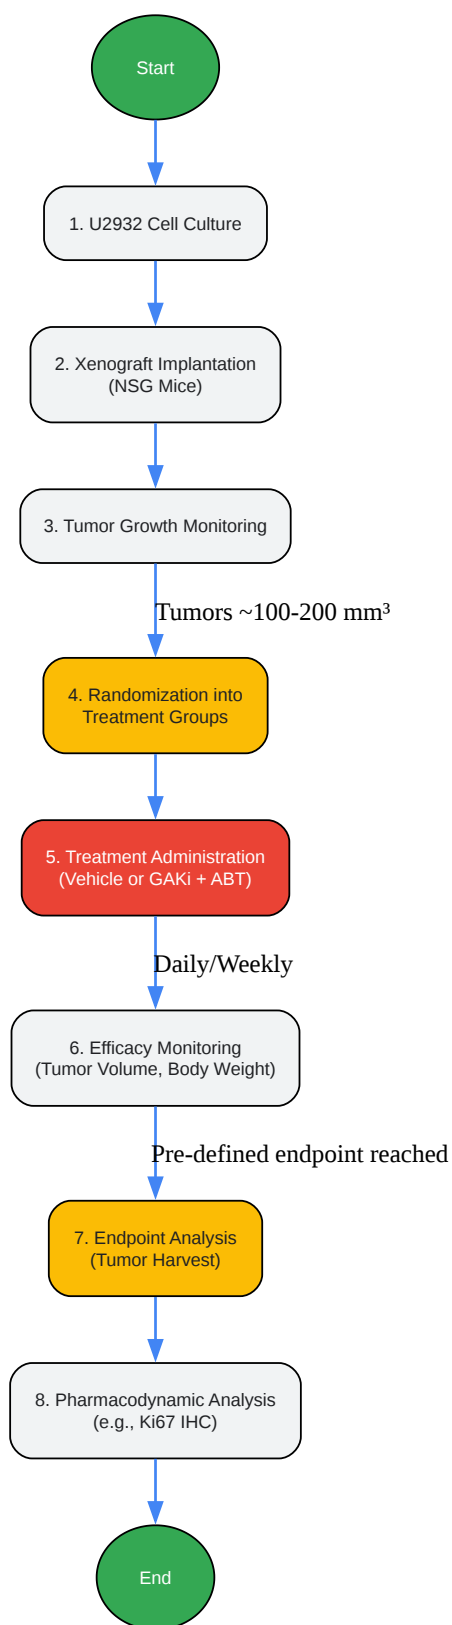 Start
1. U2932 Cell Culture
2. Xenograft Implantation
(NSG Mice)
3. Tumor Growth Monitoring
Tumors ~100-200 mm³
4. Randomization into
Treatment Groups
5. Treatment Administration
(Vehicle or GAKi + ABT)
Daily/Weekly
6. Efficacy Monitoring
(Tumor Volume, Body Weight)
Pre-defined endpoint reached
7. Endpoint Analysis
(Tumor Harvest)
8. Pharmacodynamic Analysis
(e.g., Ki67 IHC)
End